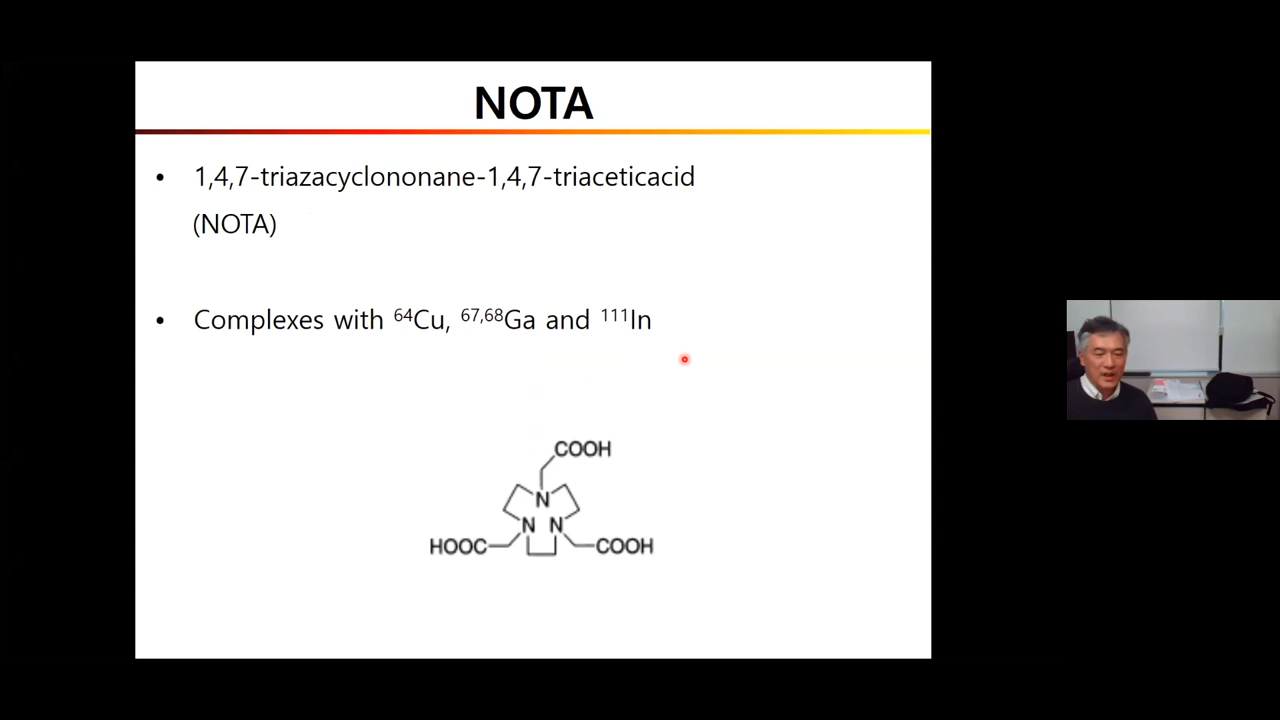 NOTA
• 1,4,7-triazacyclononane-1,4,7-triaceticacid
(NOTA)
• Complexes with ⁶⁴Cu, ⁶⁷,⁶⁸Ga and ¹¹¹In
COOH
N
N N
HOOC COOH